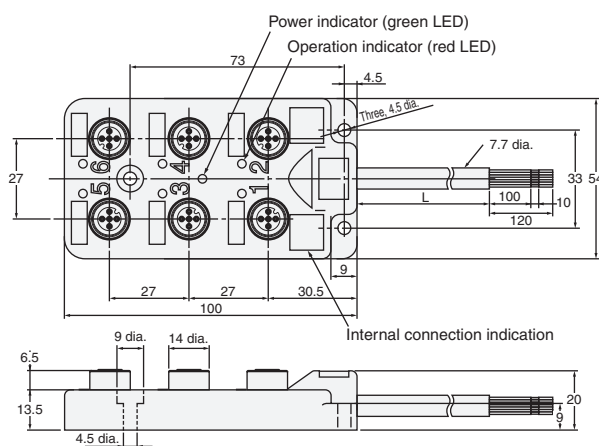 Power indicator (green LED)
Operation indicator (red LED)
73
4.5
Three, 4.5 dia.
7.7 dia.
6 4 2
5 3 1
27
L
100
10
120
33
54
9
27
27
30.5
100
Internal connection indication
9 dia.
14 dia.
6.5
13.5
4.5 dia.
20
9